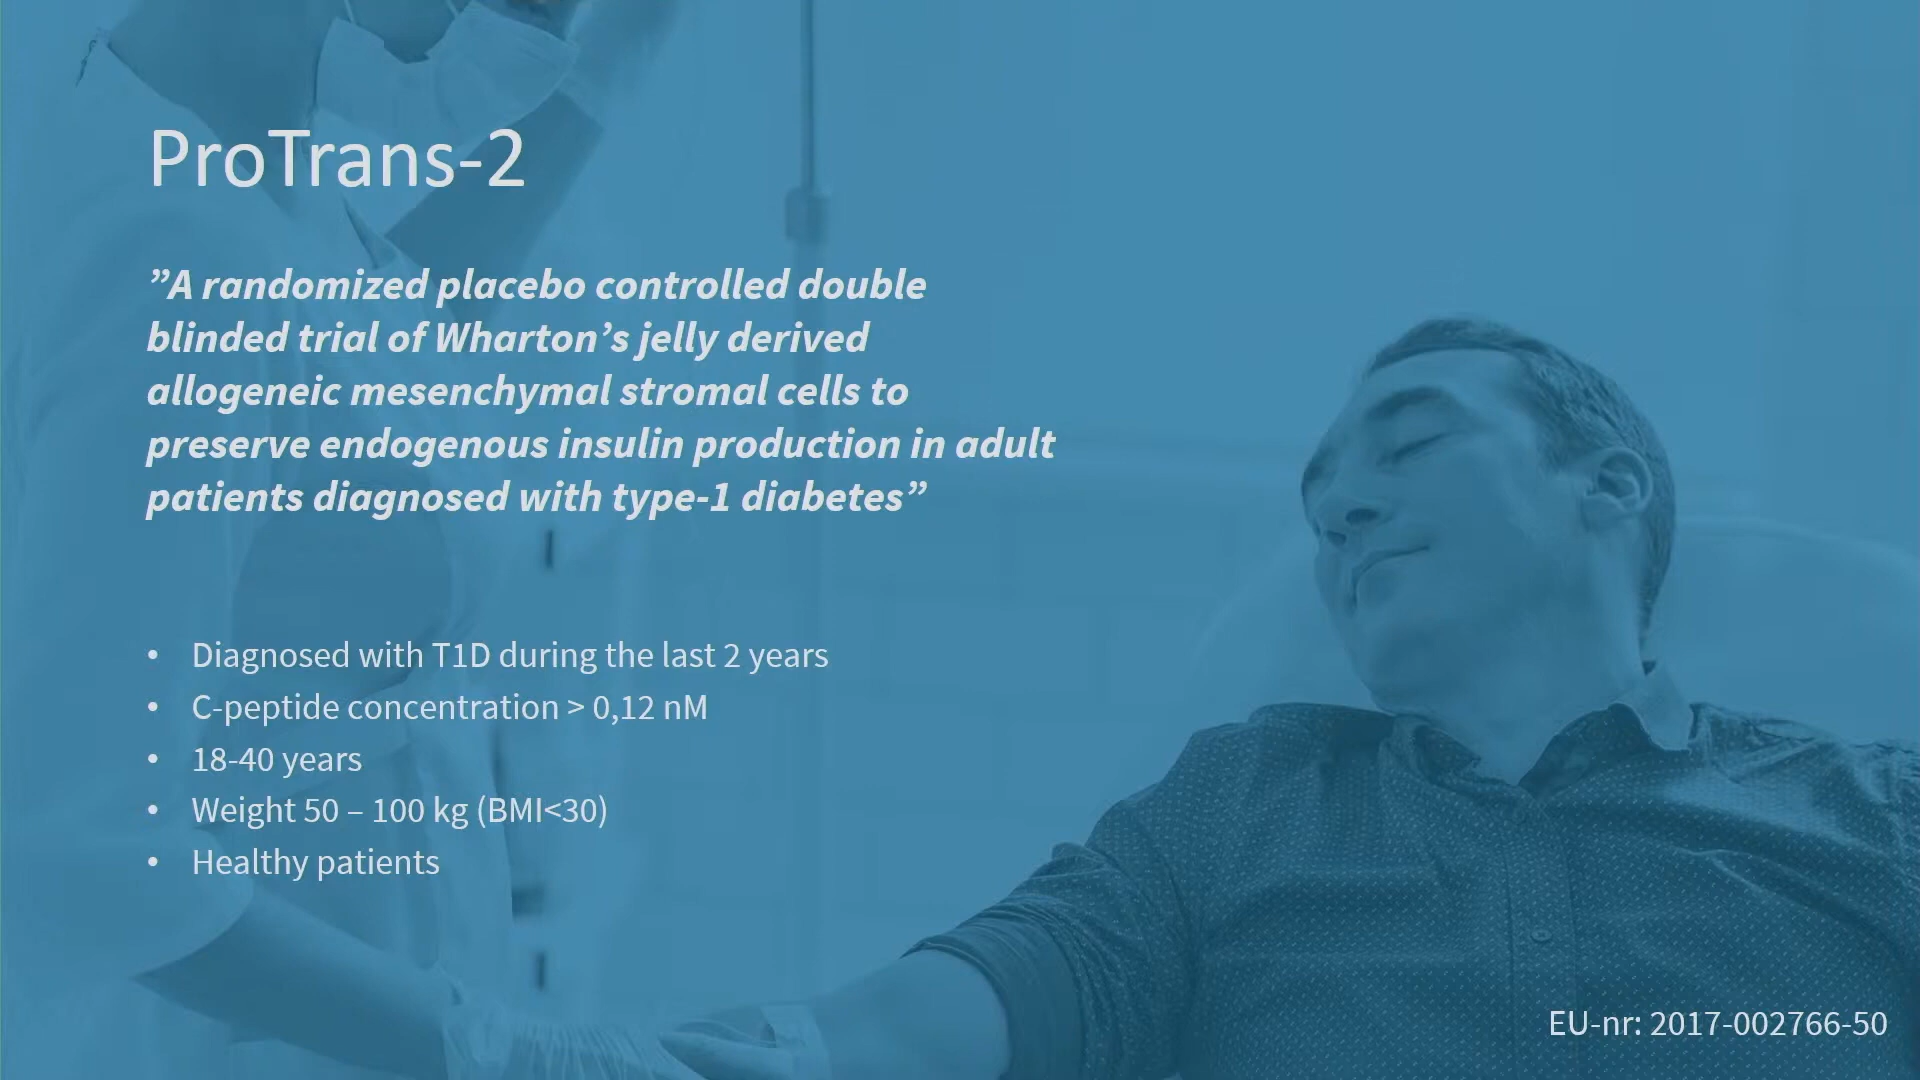 ProTrans-2
”A randomized placebo controlled double
blinded trial of Wharton’s jelly derived
allogeneic mesenchymal stromal cells to
preserve endogenous insulin production in adult
patients diagnosed with type-1 diabetes”
• Diagnosed with T1D during the last 2 years
• C-peptide concentration > 0,12 nM
• 18-40 years
• Weight 50 – 100 kg (BMI<30)
• Healthy patients
EU-nr: 2017-002766-50